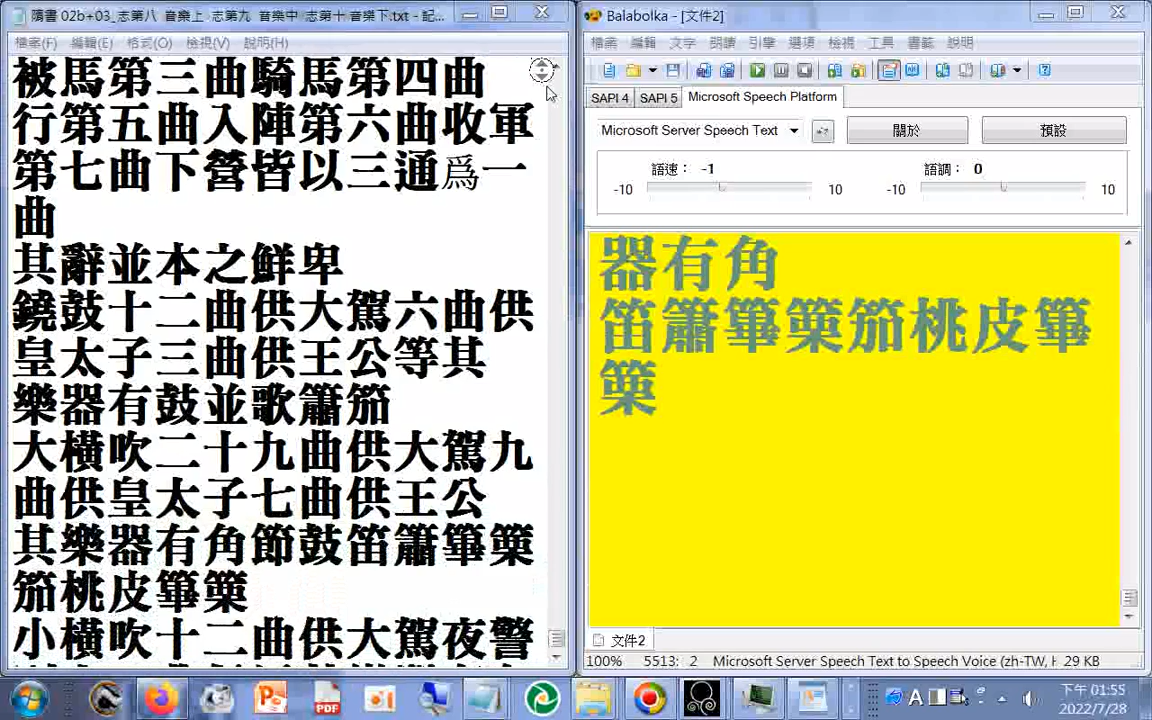 隋書 02b+03_志第八 音樂上 志第九 音樂中 志第十 音樂下.txt - 記...
檔案(F) 編輯(E) 格式(O) 檢視(V) 說明(H)
被馬第三曲騎馬第四曲
行第五曲入陣第六曲收軍
第七曲下營皆以三通爲一
曲
其辭並本之鮮卑
鐃鼓十二曲供大駕六曲供
皇太子三曲供王公等其
樂器有鼓並歌簫笳
大橫吹二十九曲供大駕九
曲供皇太子七曲供王公
其樂器有角節鼓笛簫篳篥
笳桃皮篳篥
小橫吹十二曲供大駕夜警
Balabolka - [文件2]
檔案 編輯 文字 朗讀 引擎 選項 檢視 工具 書籤 說明
SAPI 4 SAPI 5 Microsoft Speech Platform
Microsoft Server Speech Text 關於 預設
語速： -1 語調： 0
-10 10 -10 10
器有角
笛簫篳篥笳桃皮篳
篥
文件2
100% 5513: 2 Microsoft Server Speech Text to Speech Voice (zh-TW, H 29 KB
PDF
A
下午 01:55
2022/7/28